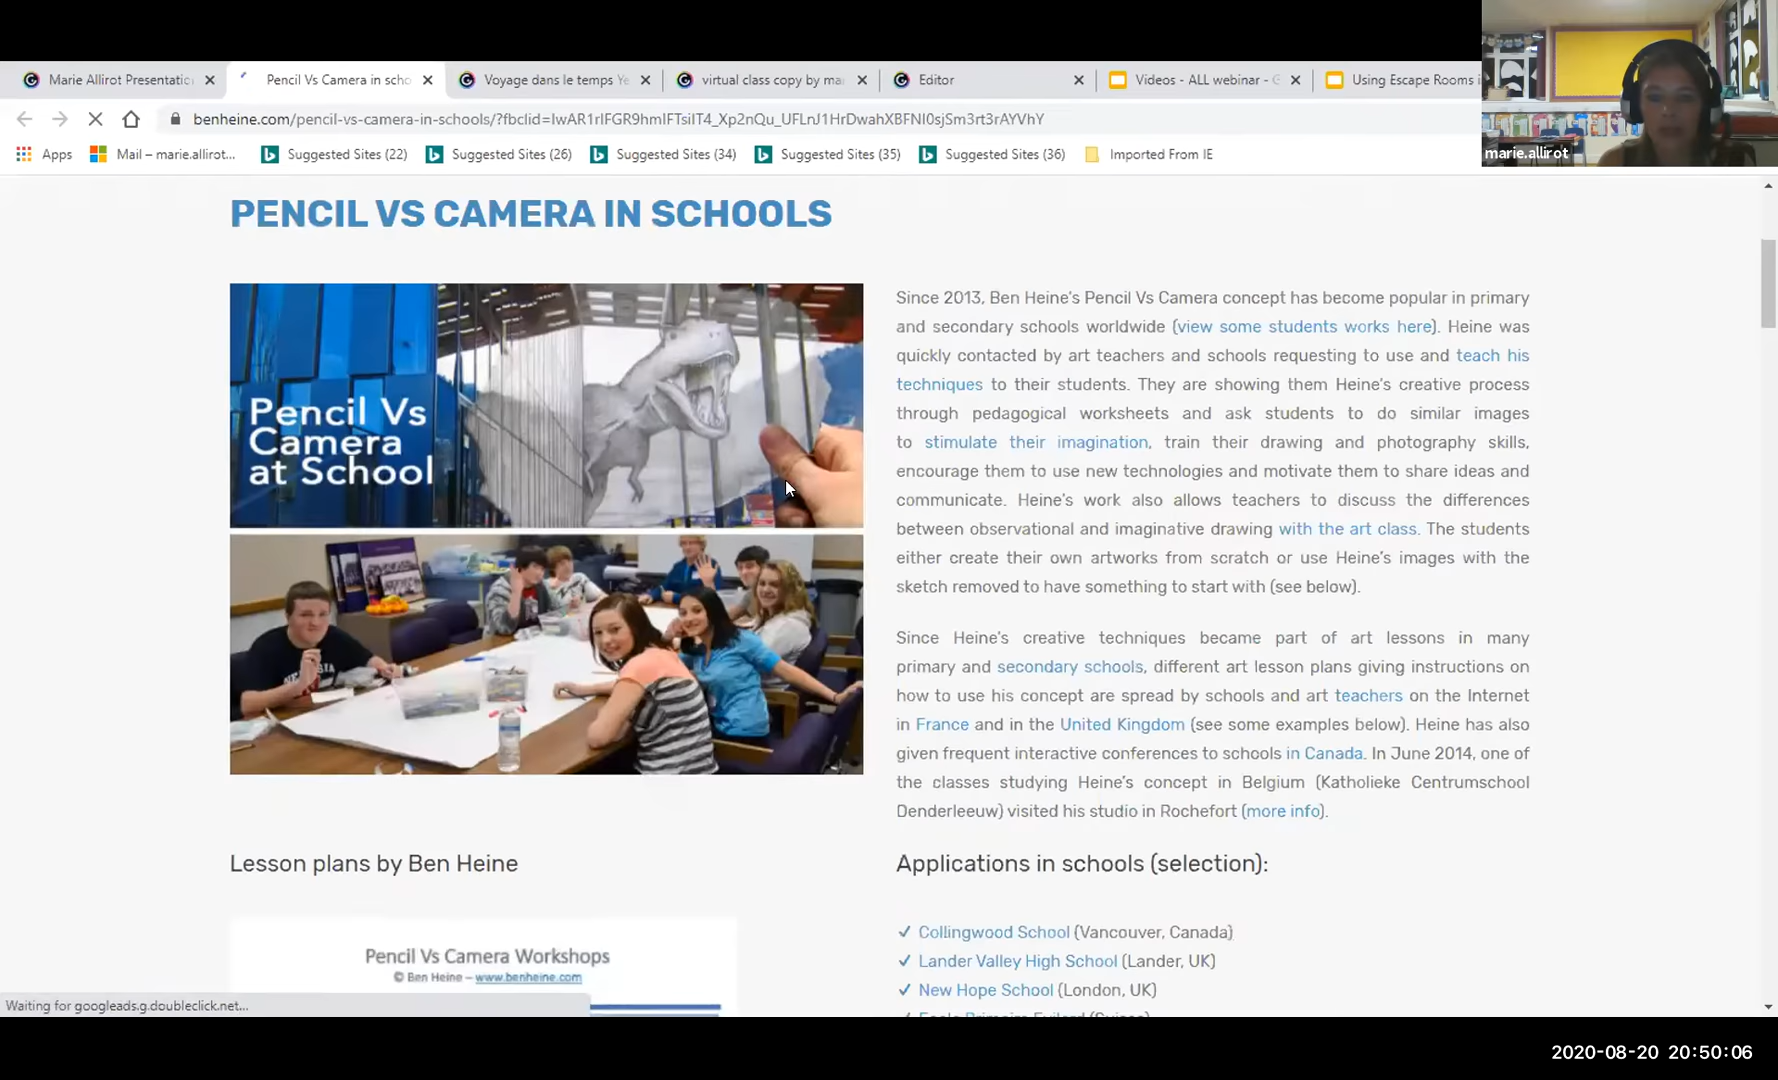 Marie Allirot Presentatio
Pencil Vs Camera in scho
Voyage dans le temps Ye
virtual class copy by ma
Editor
Videos - ALL webinar - G
Using Escape Rooms i
benheine.com/pencil-vs-camera-in-schools/?fbclid=IwAR1rIFGR9hmIFTsiIT4_Xp2nQu_UFLnJ1HrDwahXBFNI0sjSm3rt3rAYVhY
Apps
Mail – marie.allirot...
Suggested Sites (22)
Suggested Sites (26)
Suggested Sites (34)
Suggested Sites (35)
Suggested Sites (36)
Imported From IE
marie.allirot
PENCIL VS CAMERA IN SCHOOLS
Pencil Vs
Camera
at School
Since 2013, Ben Heine's Pencil Vs Camera concept has become popular in primary
and secondary schools worldwide (view some students works here). Heine was
quickly contacted by art teachers and schools requesting to use and teach his
techniques to their students. They are showing them Heine's creative process
through pedagogical worksheets and ask students to do similar images
to stimulate their imagination, train their drawing and photography skills,
encourage them to use new technologies and motivate them to share ideas and
communicate. Heine's work also allows teachers to discuss the differences
between observational and imaginative drawing with the art class. The students
either create their own artworks from scratch or use Heine's images with the
sketch removed to have something to start with (see below).
Since Heine's creative techniques became part of art lessons in many
primary and secondary schools, different art lesson plans giving instructions on
how to use his concept are spread by schools and art teachers on the Internet
in France and in the United Kingdom (see some examples below). Heine has also
given frequent interactive conferences to schools in Canada. In June 2014, one of
the classes studying Heine's concept in Belgium (Katholieke Centrumschool
Denderleeuw) visited his studio in Rochefort (more info).
Lesson plans by Ben Heine
Pencil Vs Camera Workshops
© Ben Heine – www.benheine.com
Applications in schools (selection):
✓ Collingwood School (Vancouver, Canada)
✓ Lander Valley High School (Lander, UK)
✓ New Hope School (London, UK)
Waiting for googleads.g.doubleclick.net...
2020-08-20 20:50:06